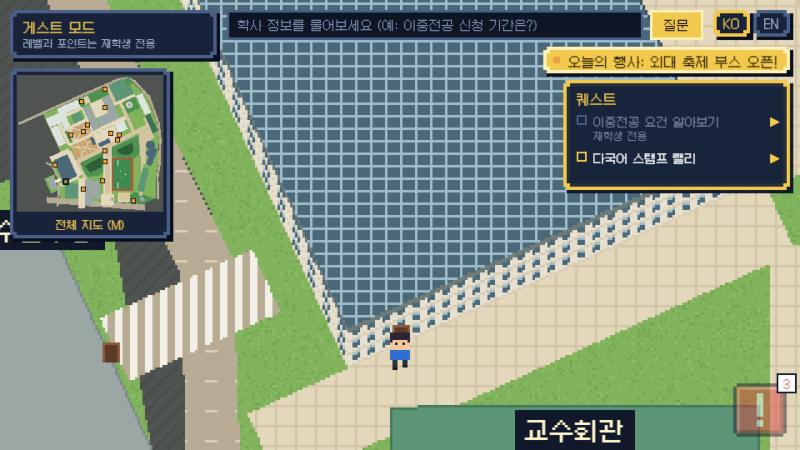 게스트 모드
레벨과 포인트는 재학생 전용
학사 정보를 물어보세요 (예: 이중전공 신청 기간은?)
질문
KO
EN
오늘의 행사: 외대 축제 부스 오픈!
퀘스트
이중전공 요건 알아보기
재학생 전용
다국어 스탬프 랠리
전체 지도 (M)
3
교수회관